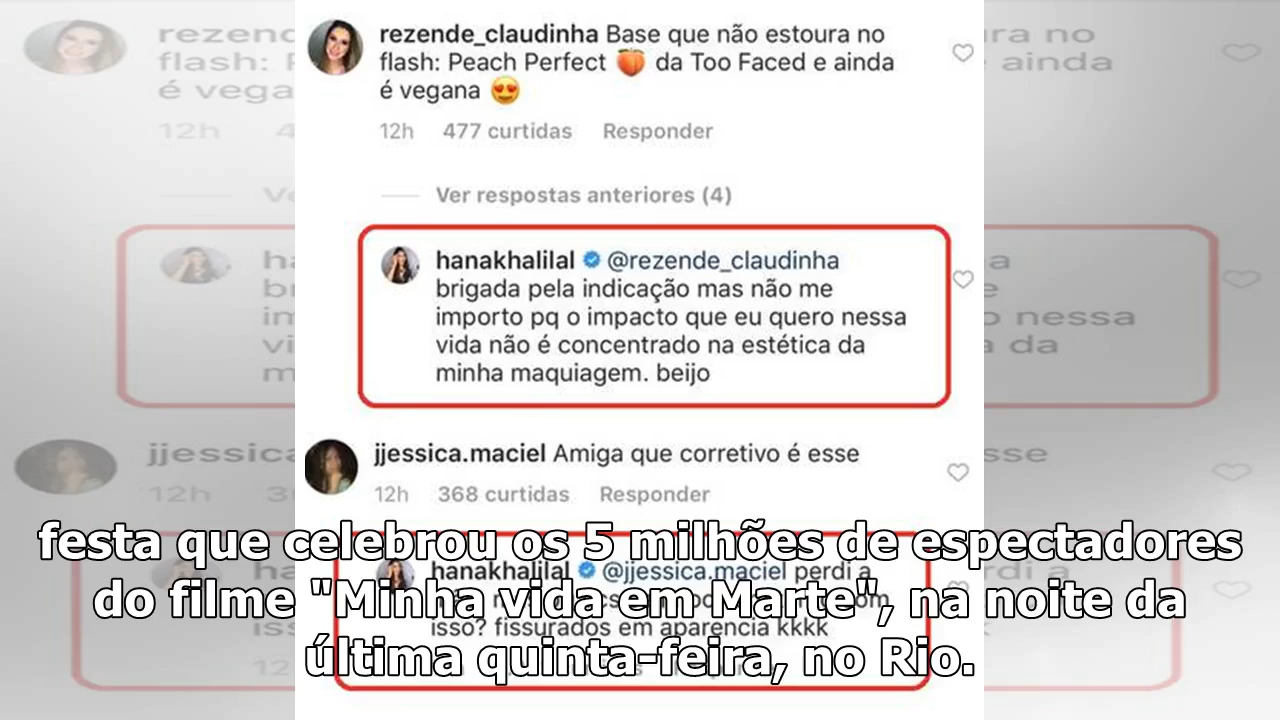 rezende_claudinha Base que não estoura no
flash: Peach Perfect 🍑 da Too Faced e ainda
é vegana 😍
12h 477 curtidas Responder
Ver respostas anteriores (4)
hanakhalilal @rezende_claudinha
brigada pela indicação mas não me
importo pq o impacto que eu quero nessa
vida não é concentrado na estética da
minha maquiagem. beijo
jjessica.maciel Amiga que corretivo é esse
12h 368 curtidas Responder
hanakhalilal @jjessica.maciel perdi a
isso? fissurados em aparencia kkkk
festa que celebrou os 5 milhões de espectadores
do filme "Minha vida em Marte", na noite da
última quinta-feira, no Rio.